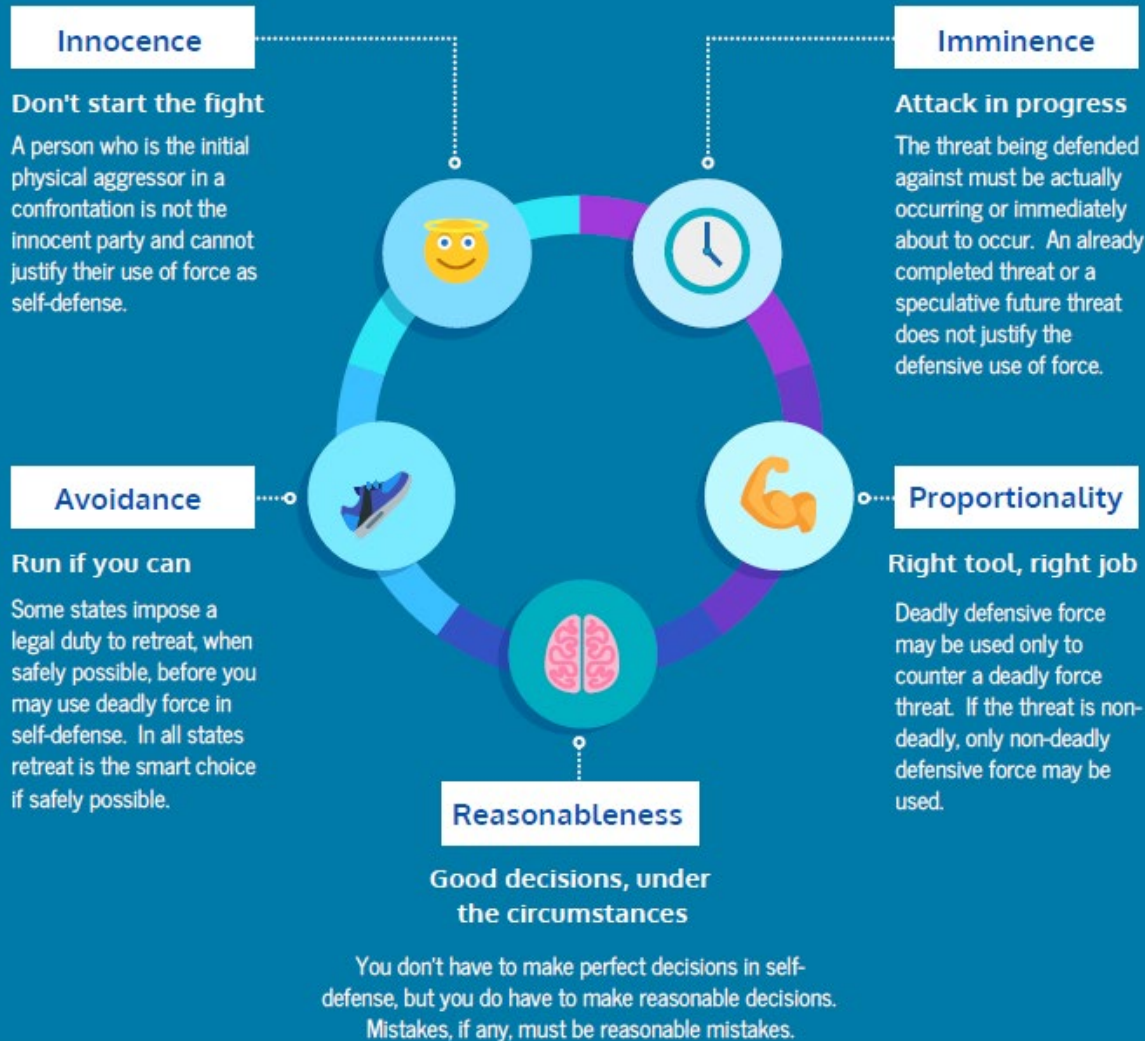 Innocence
Don't start the fight
A person who is the initial
physical aggressor in a
confrontation is not the
innocent party and cannot
justify their use of force as
self-defense.
Imminence
Attack in progress
The threat being defended
against must be actually
occurring or immediately
about to occur. An already
completed threat or a
speculative future threat
does not justify the
defensive use of force.
Avoidance
Run if you can
Some states impose a
legal duty to retreat, when
safely possible, before you
may use deadly force in
self-defense. In all states
retreat is the smart choice
if safely possible.
Proportionality
Right tool, right job
Deadly defensive force
may be used only to
counter a deadly force
threat. If the threat is non-
deadly, only non-deadly
defensive force may be
used.
Reasonableness
Good decisions, under
the circumstances
You don't have to make perfect decisions in self-
defense, but you do have to make reasonable decisions.
Mistakes, if any, must be reasonable mistakes.